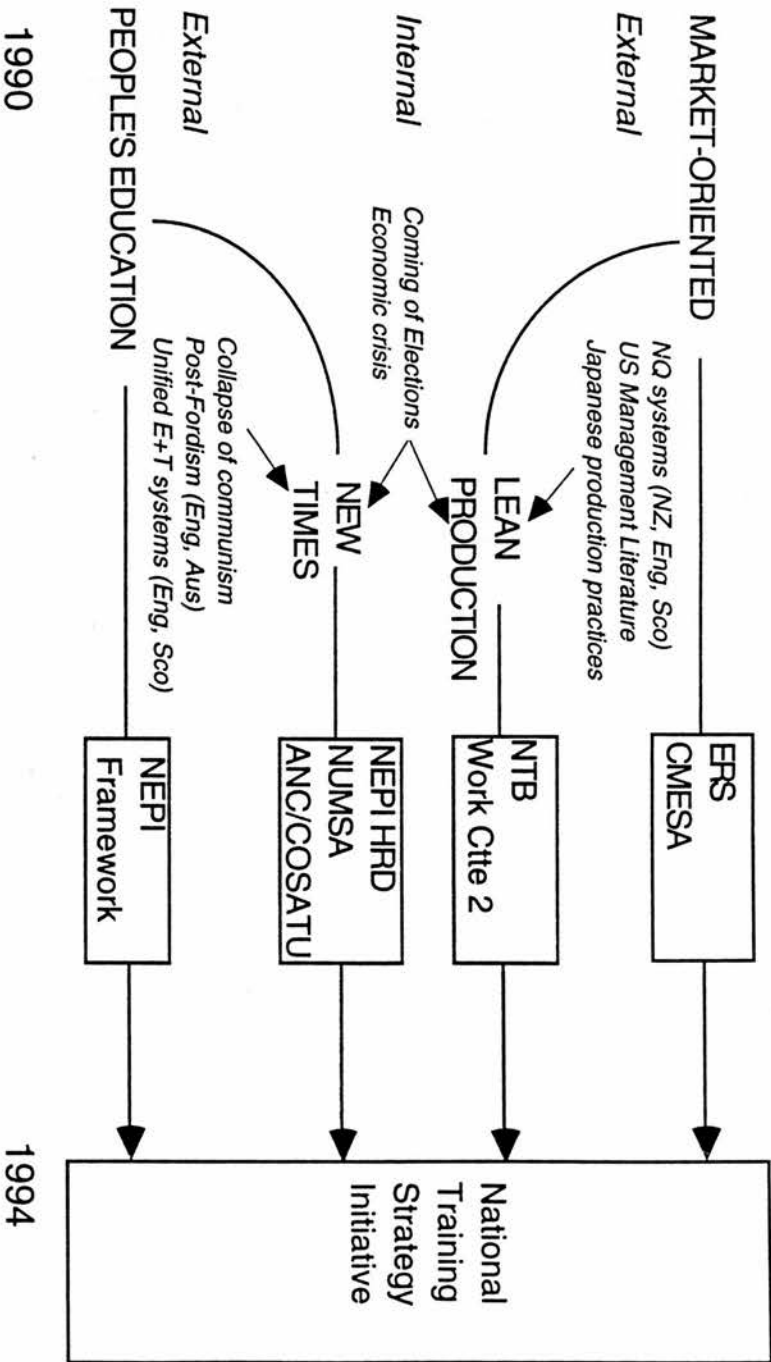 MARKET-ORIENTED
External
NQ systems (NZ, Eng, Sco)
US Management Literature
Japanese production practices
LEAN
PRODUCTION
ERS
CMESA
NTB
Work Ctte 2
Internal
Coming of Elections
Economic crisis
NEW
TIMES
NEPI HRD
NUMSA
ANC/COSATU
External
Collapse of communism
Post-Fordism (Eng, Aus)
Unified E+T systems (Eng, Sco)
PEOPLE'S EDUCATION
NEPI
Framework
National
Training
Strategy
Initiative
1990
1994